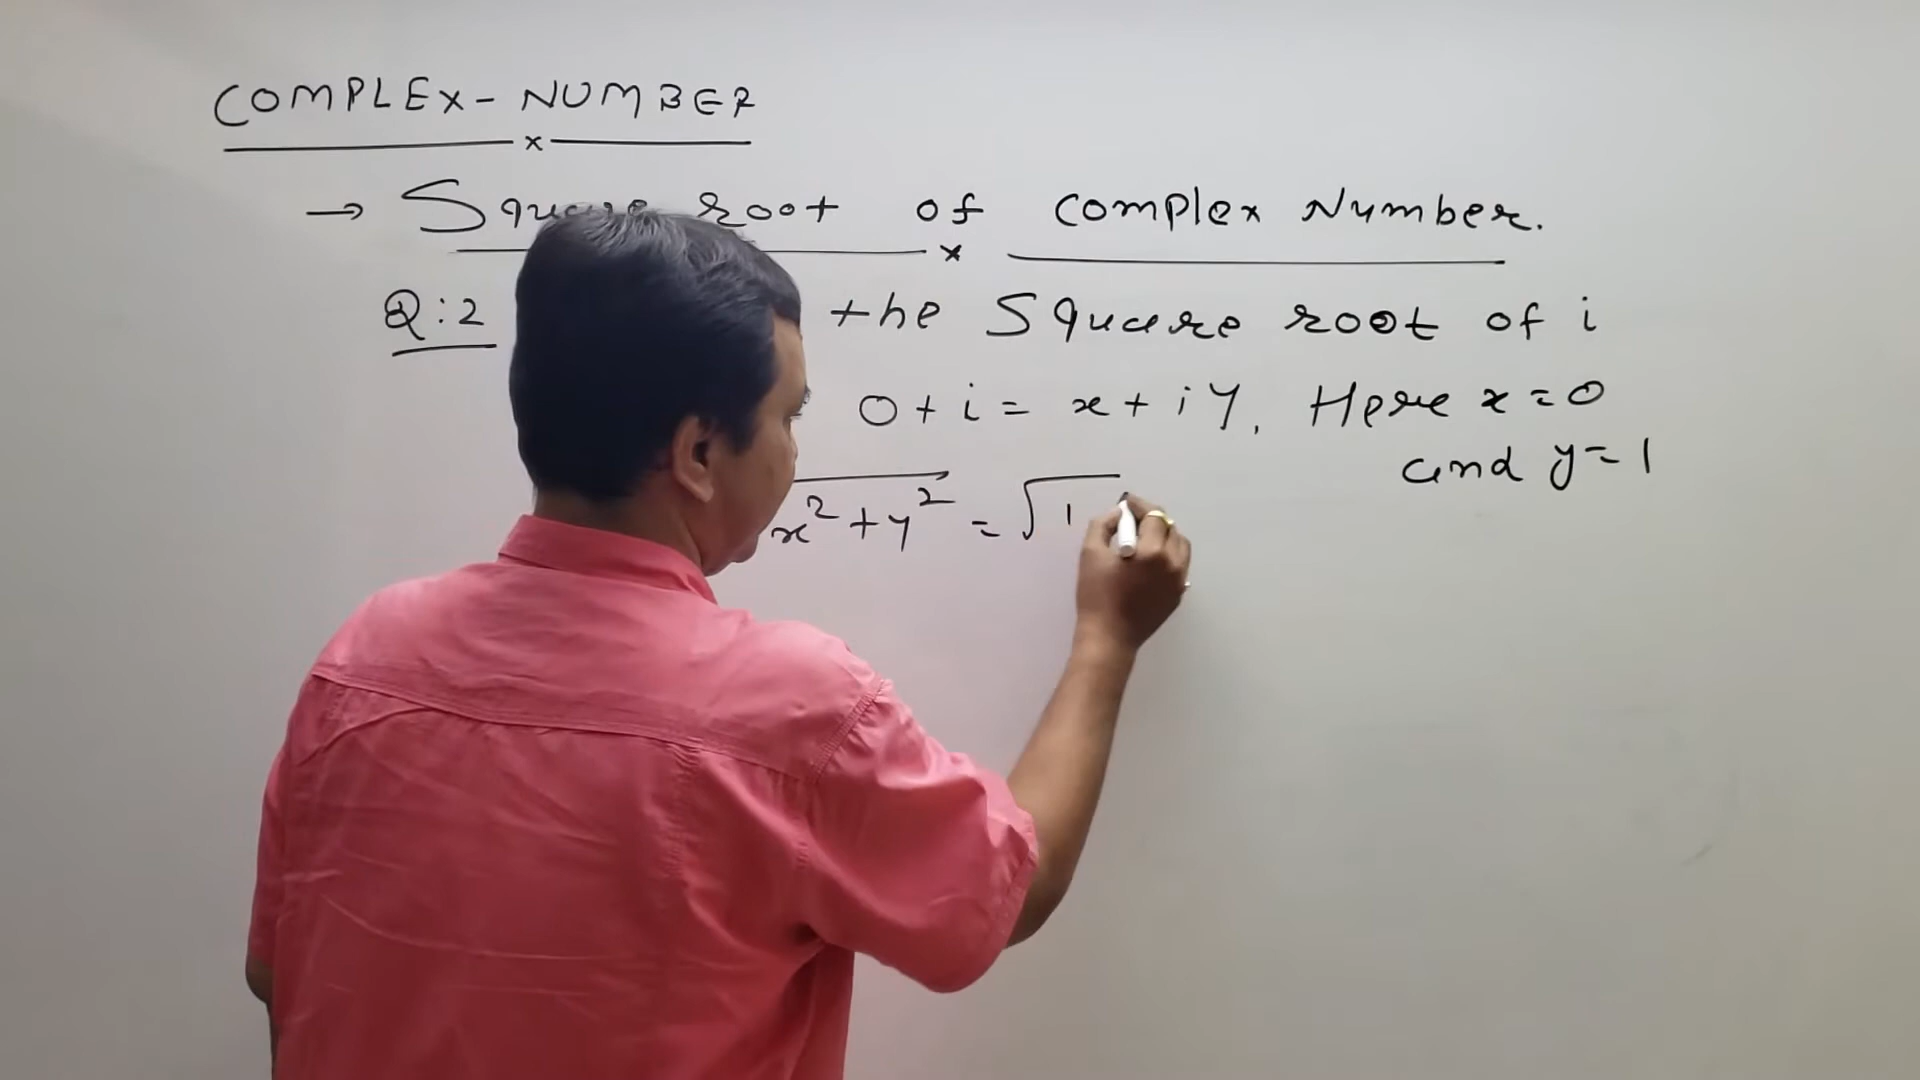 COMPLEX-NUMBER
→ Square root of complex Number.
Q:2 the Square root of i
0 + i = x + iy, Here x = 0
and y = 1
x² + y² = √1